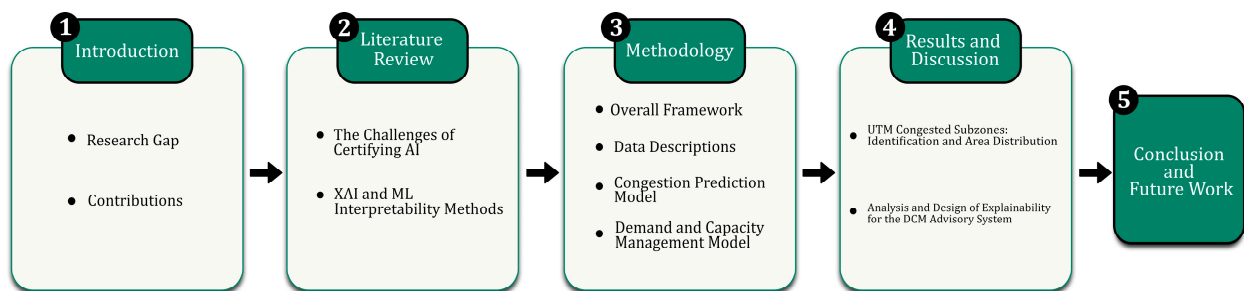 1
Introduction
Research Gap
Contributions
2
Literature
Review
The Challenges of
Certifying AI
XAI and ML
Interpretability Methods
3
Methodology
Overall Framework
Data Descriptions
Congestion Prediction
Model
Demand and Capacity
Management Model
4
Results and
Discussion
UTM Congested Subzones:
Identification and Area Distribution
Analysis and Design of Explainability
for the DCM Advisory System
5
Conclusion
and
Future Work